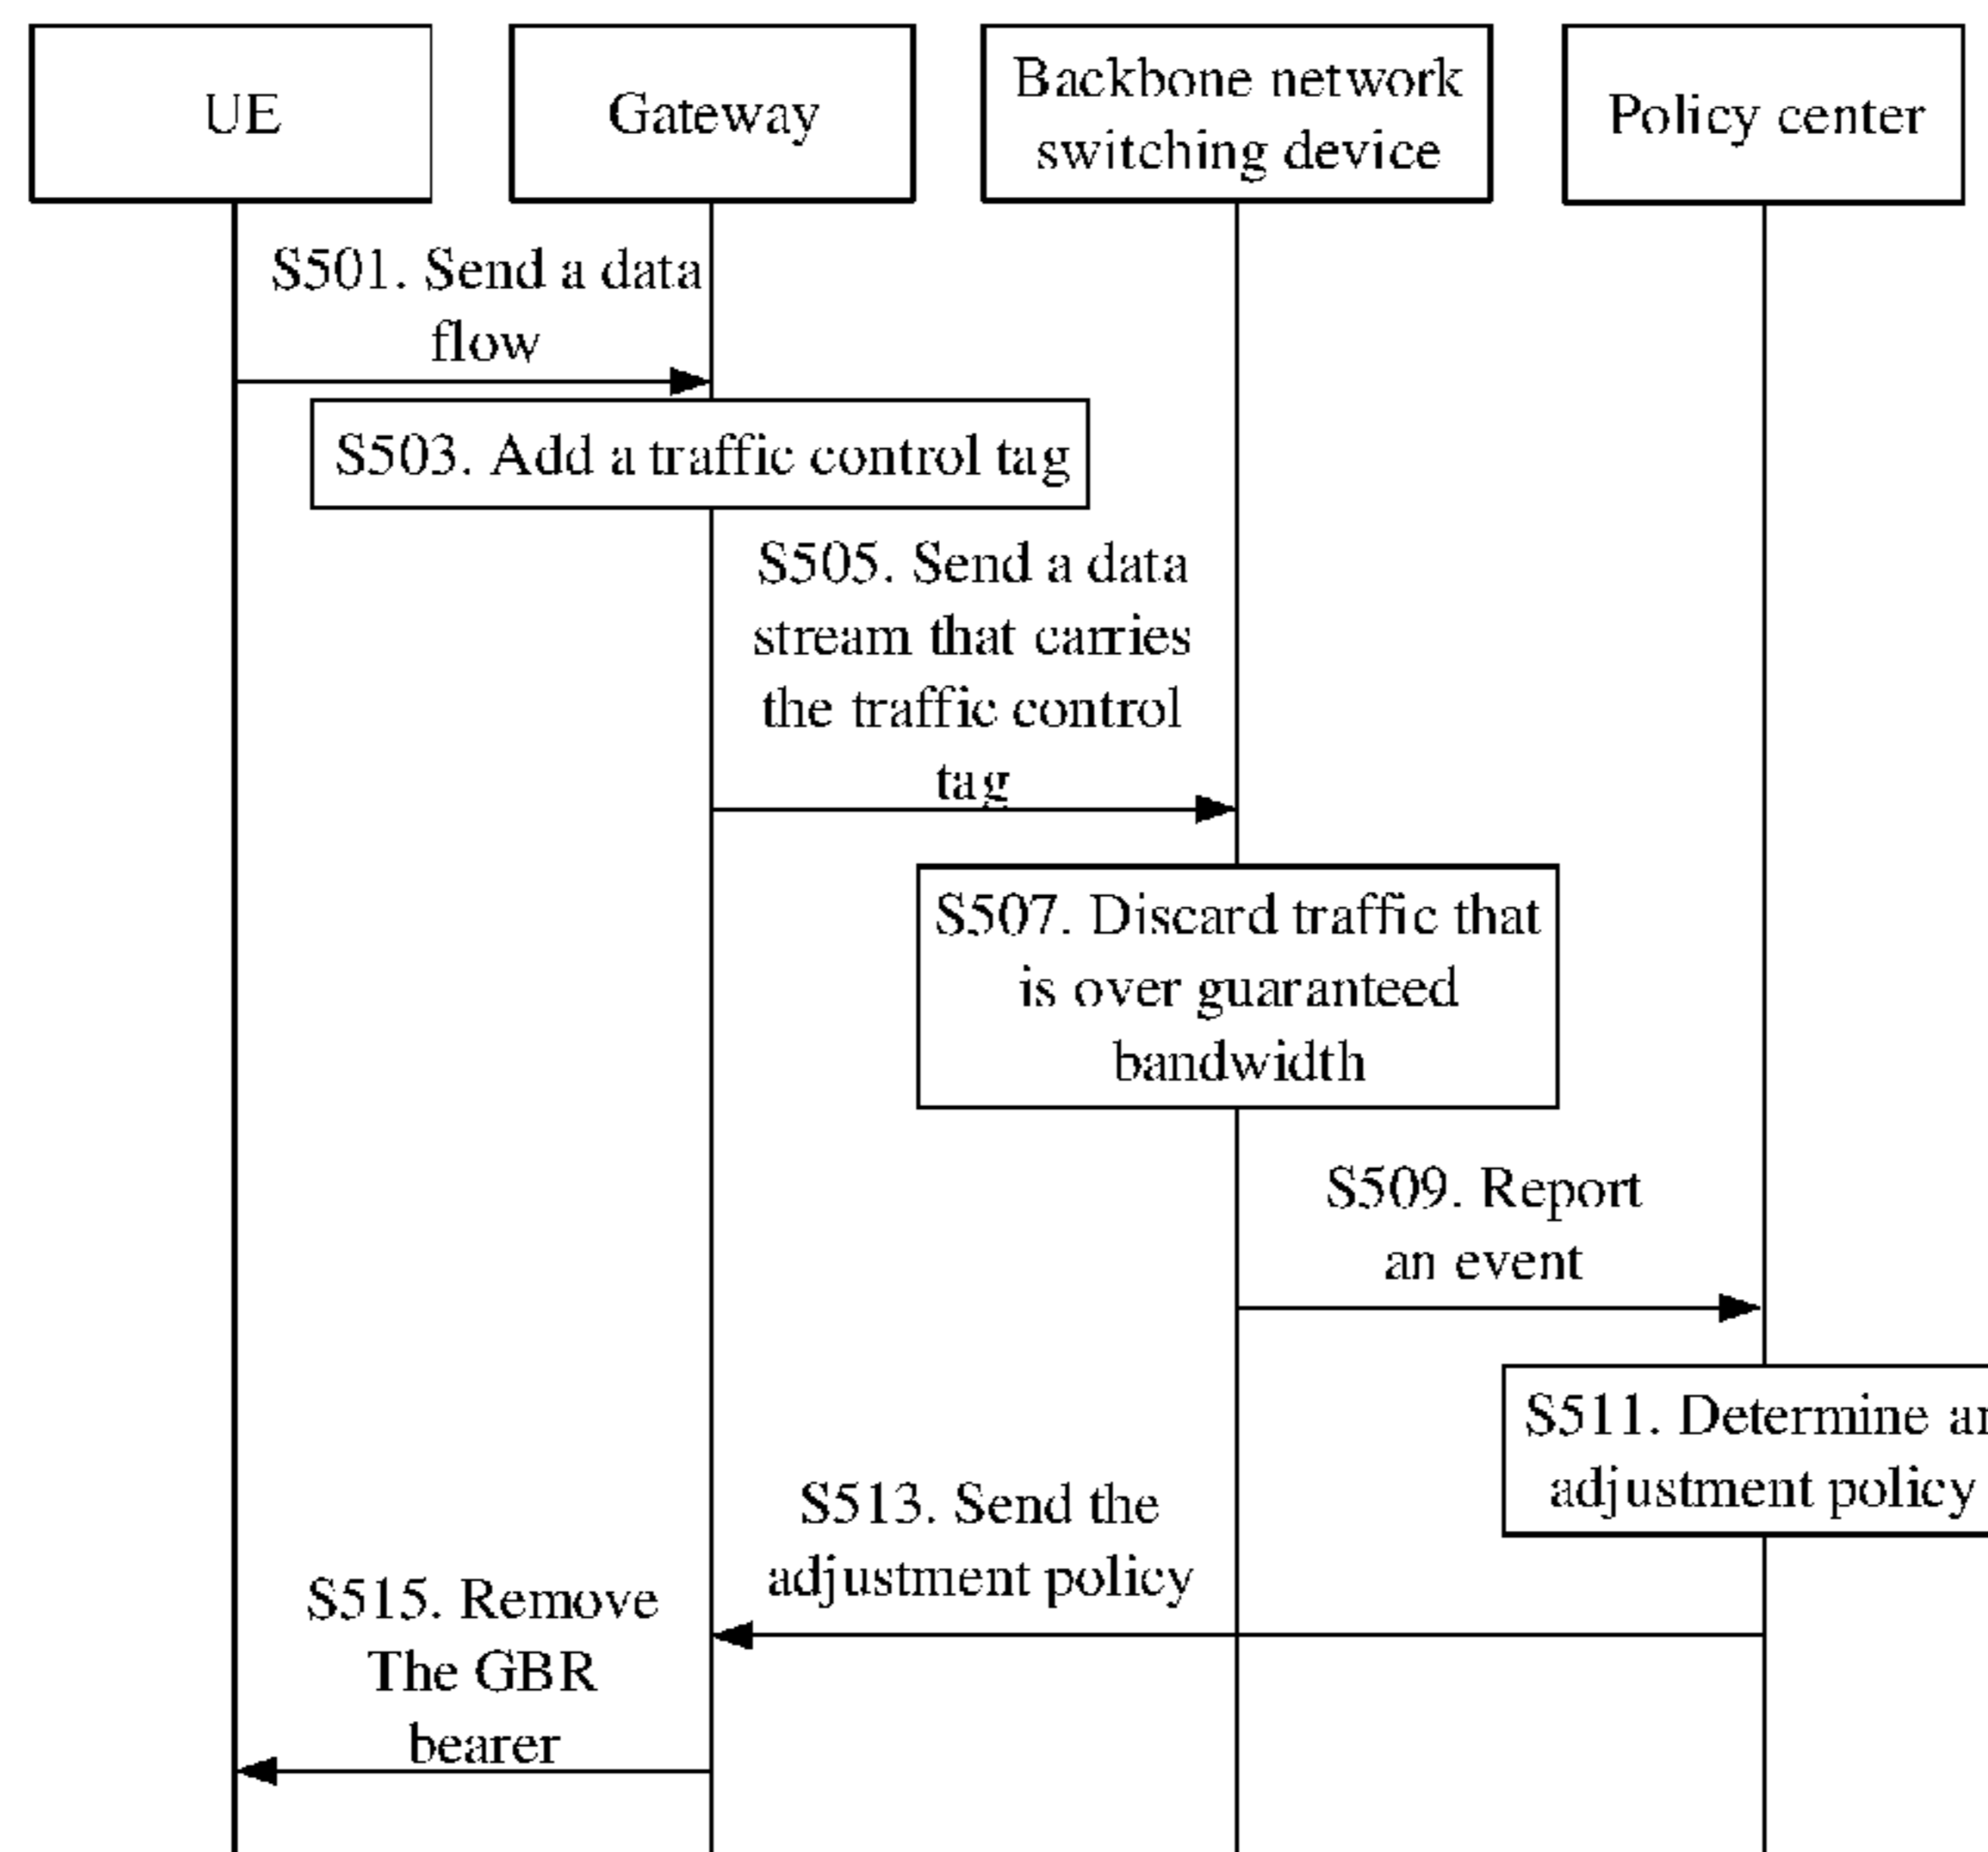 UE
Gateway
Backbone network
switching device
Policy center
S501. Send a data
flow
S503. Add a traffic control tag
S505. Send a data
stream that carries
the traffic control
tag
S507. Discard traffic that
is over guaranteed
bandwidth
S509. Report
an event
S511. Determine
adjustment policy
S513. Send the
adjustment policy
S515. Remove
The GBR
bearer